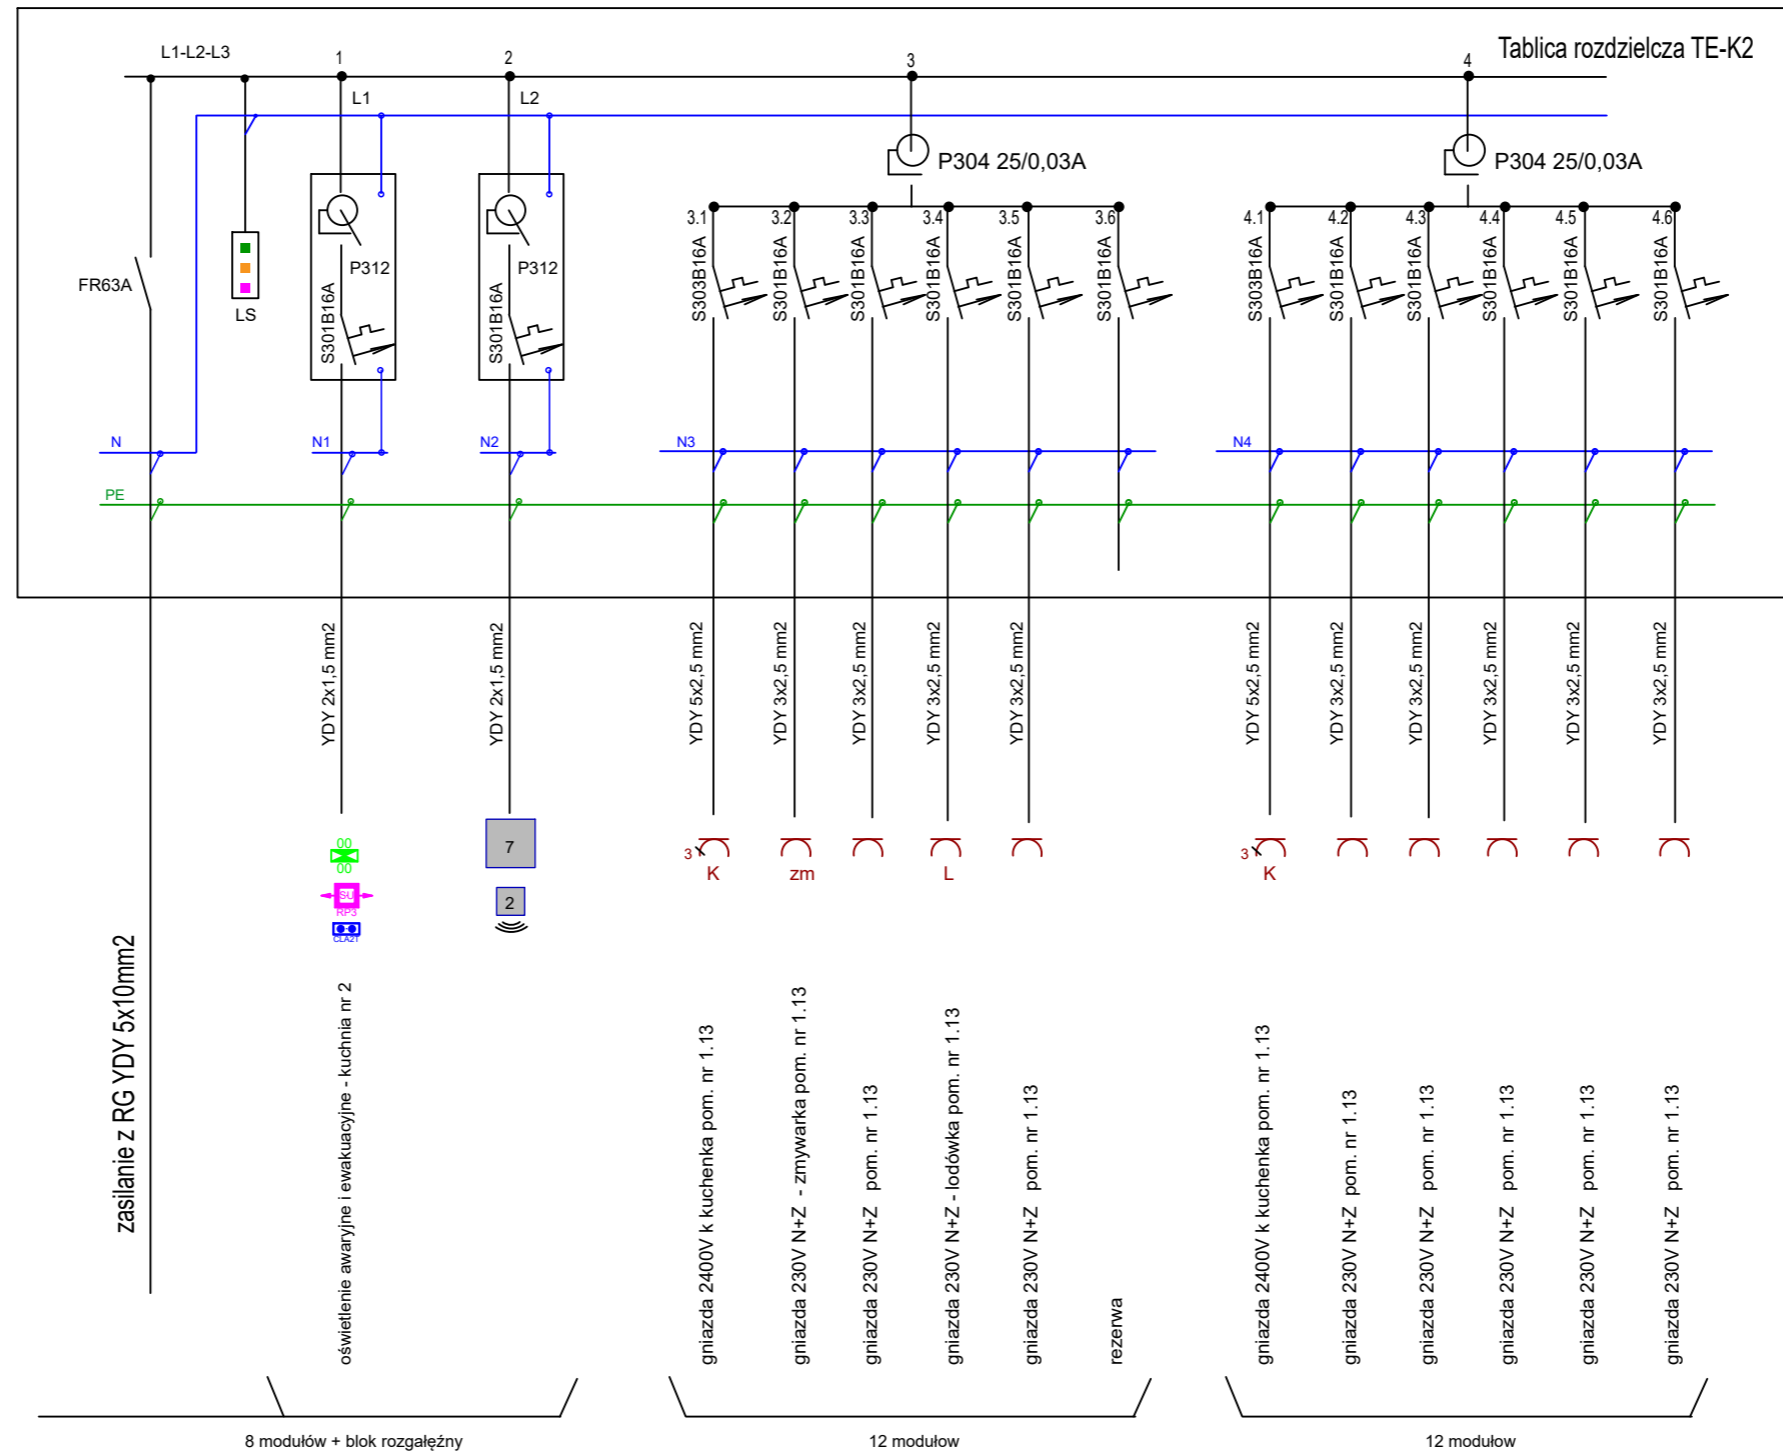 Tablica rozdzielcza TE-K2
L1-L2-L3
1
2
3
4
L1
L2
P304 25/0,03A
P304 25/0,03A
FR63A
LS
P312
S301B16A
P312
S301B16A
3.1
3.2
3.3
3.4
3.5
3.6
S303B16A
S301B16A
S301B16A
S301B16A
S301B16A
S301B16A
4.1
4.2
4.3
4.4
4.5
4.6
S303B16A
S301B16A
S301B16A
S301B16A
S301B16A
S301B16A
N
N1
N2
N3
N4
PE
YDY 2x1,5 mm2
YDY 2x1,5 mm2
YDY 5x2,5 mm2
YDY 3x2,5 mm2
YDY 3x2,5 mm2
YDY 3x2,5 mm2
YDY 3x2,5 mm2
YDY 5x2,5 mm2
YDY 3x2,5 mm2
YDY 3x2,5 mm2
YDY 3x2,5 mm2
YDY 3x2,5 mm2
YDY 3x2,5 mm2
00
00
SU
RP3
CLA2T
7
2
3
K
zm
L
3
K
zasilanie z RG YDY 5x10mm2
oświetlenie awaryjne i ewakuacyjne - kuchnia nr 2
gniazda 2400V k kuchenka pom. nr 1.13
gniazda 230V N+Z - zmywarka pom. nr 1.13
gniazda 230V N+Z pom. nr 1.13
gniazda 230V N+Z - lodówka pom. nr 1.13
gniazda 230V N+Z pom. nr 1.13
rezerwa
gniazda 2400V k kuchenka pom. nr 1.13
gniazda 230V N+Z pom. nr 1.13
gniazda 230V N+Z pom. nr 1.13
gniazda 230V N+Z pom. nr 1.13
gniazda 230V N+Z pom. nr 1.13
gniazda 230V N+Z pom. nr 1.13
8 modułów + blok rozgałęźny
12 modułow
12 modułow